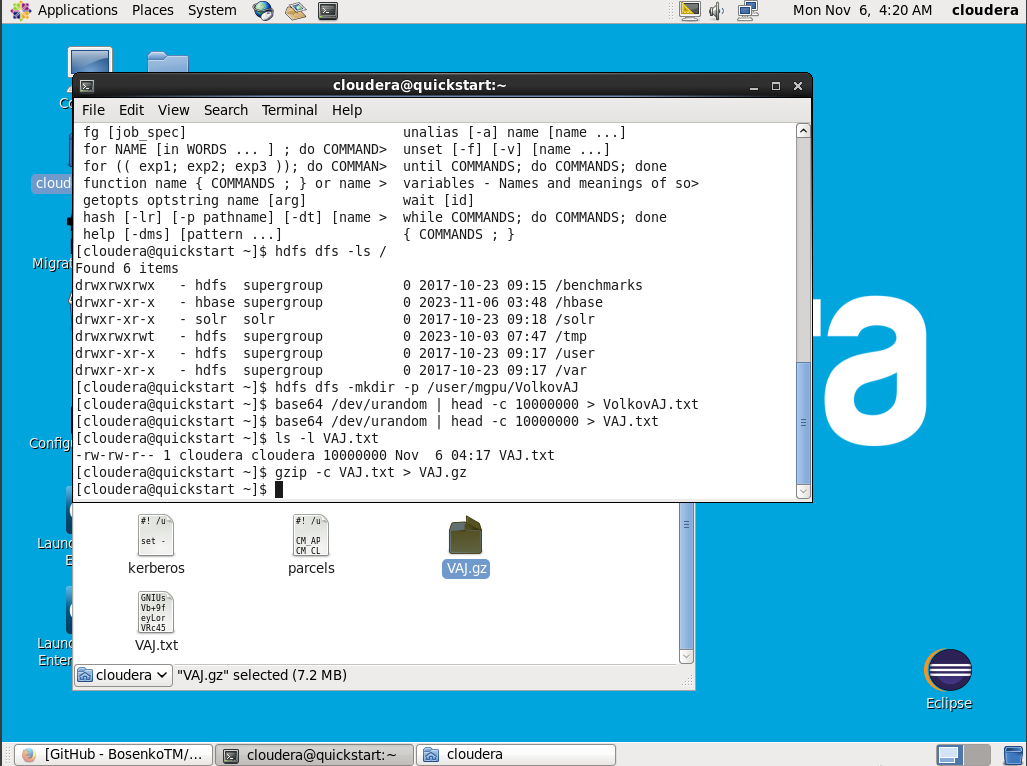 Applications Places System Mon Nov 6, 4:20 AM cloudera
cloudera@quickstart:~
File Edit View Search Terminal Help
fg [job_spec] unalias [-a] name [name ...]
for NAME [in WORDS ... ] ; do COMMAND> unset [-f] [-v] [name ...]
for (( exp1; exp2; exp3 )); do COMMAN> until COMMANDS; do COMMANDS; done
function name { COMMANDS ; } or name > variables - Names and meanings of so>
getopts optstring name [arg] wait [id]
hash [-lr] [-p pathname] [-dt] [name > while COMMANDS; do COMMANDS; done
help [-dms] [pattern ...] { COMMANDS ; }
[cloudera@quickstart ~]$ hdfs dfs -ls /
Found 6 items
drwxrwxrwx - hdfs supergroup 0 2017-10-23 09:15 /benchmarks
drwxr-xr-x - hbase supergroup 0 2023-11-06 03:48 /hbase
drwxr-xr-x - solr solr 0 2017-10-23 09:18 /solr
drwxrwxrwt - hdfs supergroup 0 2023-10-03 07:47 /tmp
drwxr-xr-x - hdfs supergroup 0 2017-10-23 09:17 /user
drwxr-xr-x - hdfs supergroup 0 2017-10-23 09:17 /var
[cloudera@quickstart ~]$ hdfs dfs -mkdir -p /user/mgpu/VolkovAJ
[cloudera@quickstart ~]$ base64 /dev/urandom | head -c 10000000 > VolkovAJ.txt
[cloudera@quickstart ~]$ base64 /dev/urandom | head -c 10000000 > VAJ.txt
[cloudera@quickstart ~]$ ls -l VAJ.txt
-rw-rw-r-- 1 cloudera cloudera 10000000 Nov 6 04:17 VAJ.txt
[cloudera@quickstart ~]$ gzip -c VAJ.txt > VAJ.gz
[cloudera@quickstart ~]$
cloud
Migrat
Config
Laun
E
Laun
Enter
ra
#! /u
set -
kerberos
#! /u
CM_AP
CM_CL
parcels
VAJ.gz
GNIUs
Vb+9f
eyLor
VRc45
VAJ.txt
cloudera "VAJ.gz" selected (7.2 MB)
Eclipse
[GitHub - BosenkoTM/... cloudera@quickstart:~ cloudera